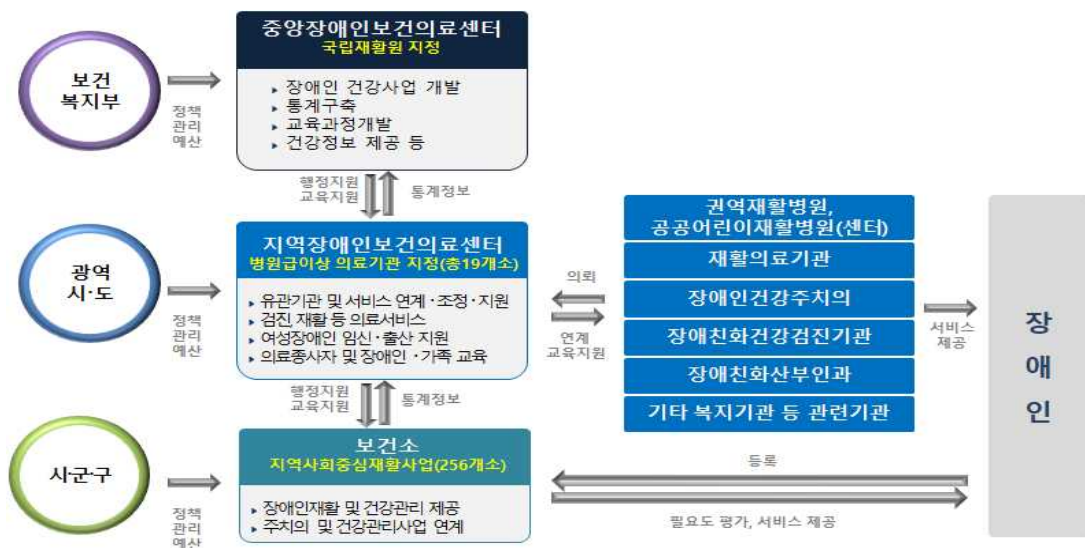 보건
복지부
정책
관리
예산
중앙장애인보건의료센터
국립재활원 지정
▸ 장애인 건강사업 개발
▸ 통계구축
▸ 교육과정개발
▸ 건강정보 제공 등
행정지원
교육지원
통계정보
광역
시·도
정책
관리
예산
지역장애인보건의료센터
병원급이상 의료기관 지정(총19개소)
▸ 유관기관 및 서비스 연계·조정·지원
▸ 검진, 재활 등 의료서비스
▸ 여성장애인 임신·출산 지원
▸ 의료종사자 및 장애인·가족 교육
의뢰
연계
교육지원
권역재활병원,
공공어린이재활병원(센터)
재활의료기관
장애인건강주치의
장애친화건강검진기관
장애친화산부인과
기타 복지기관 등 관련기관
서비스
제공
장
애
인
행정지원
교육지원
통계정보
시·군·구
정책
관리
예산
보건소
지역사회중심재활사업(256개소)
▸ 장애인재활 및 건강관리 제공
▸ 주치의 및 건강관리사업 연계
등록
필요도 평가, 서비스 제공